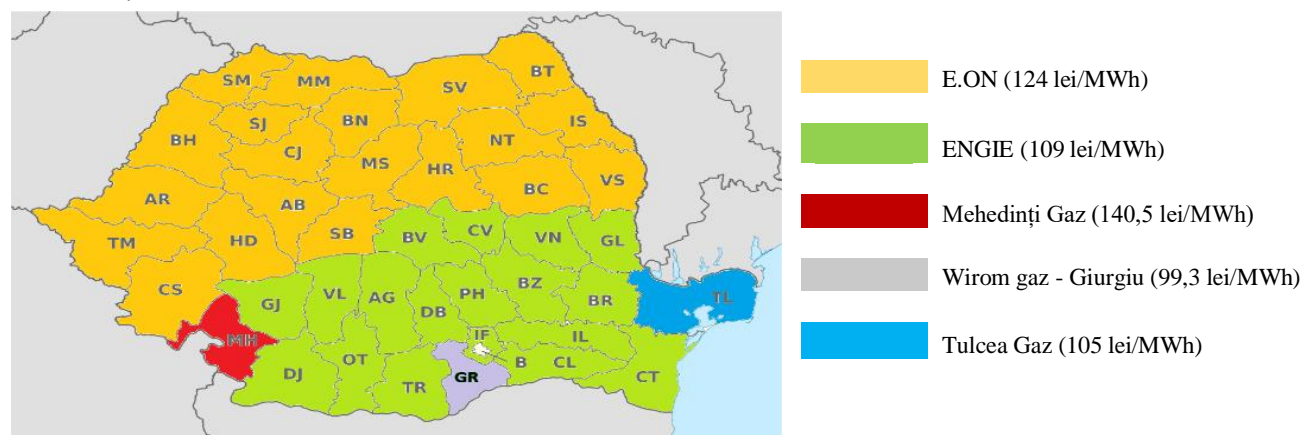 SM
MM
SV
BT
SJ
BN
IS
BH
CJ
NT
MS
HR
AR
AB
BC
VS
TM
HD
SB
BV
CV
VN
GL
CS
GJ
VL
AG
DB
PH
BZ
BR
TL
MH
IF
IL
DJ
OT
TR
GR
B
CL
CT
E.ON (124 lei/MWh)
ENGIE (109 lei/MWh)
Mehedinți Gaz (140,5 lei/MWh)
Wirom gaz - Giurgiu (99,3 lei/MWh)
Tulcea Gaz (105 lei/MWh)